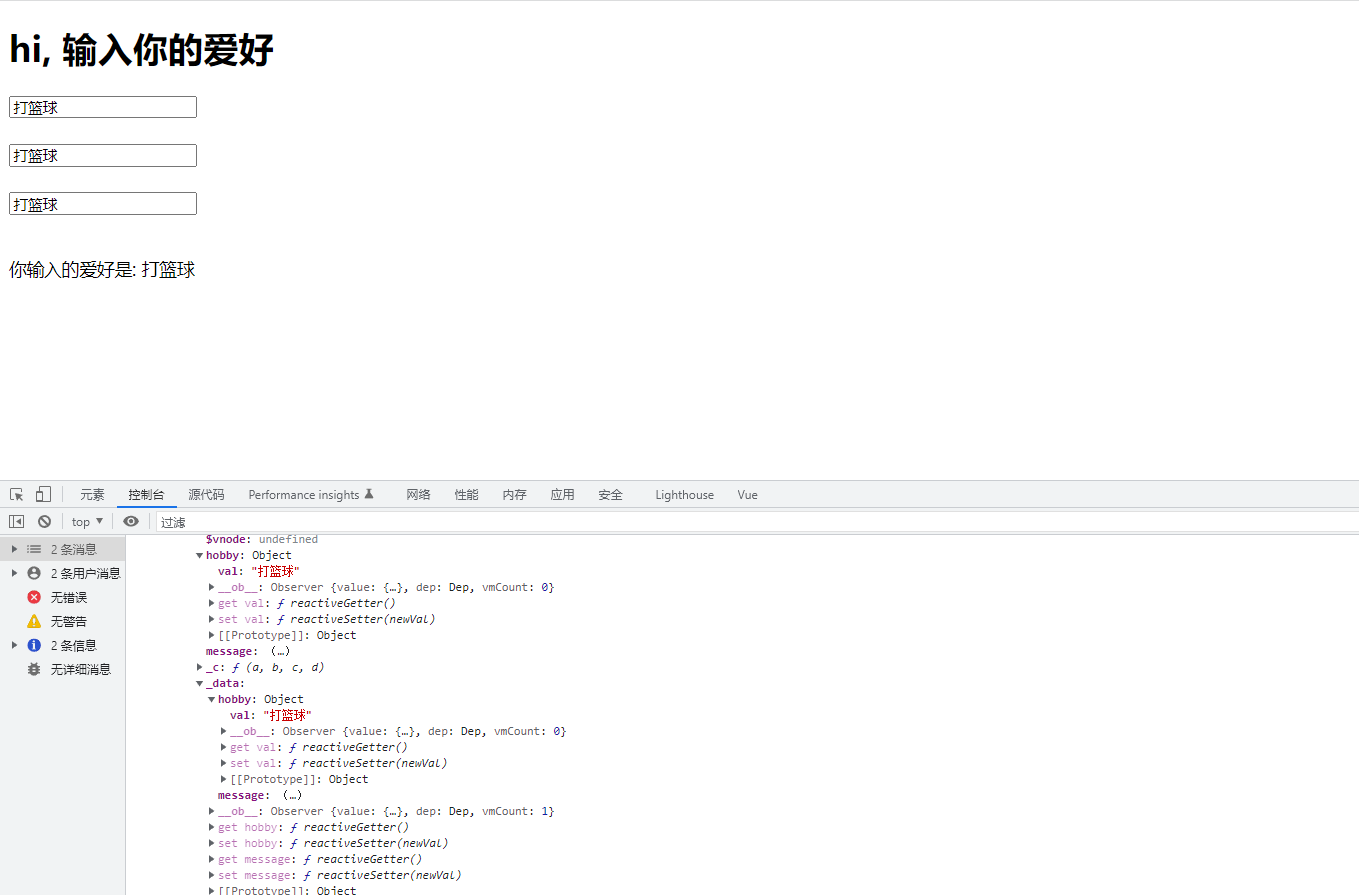 hi, 输入你的爱好
打篮球
打篮球
打篮球
你输入的爱好是: 打篮球
元素 控制台 源代码 Performance insights 网络 性能 内存 应用 安全 Lighthouse Vue
top ▼ 过滤
2 条消息
2 条用户消息
无错误
无警告
2 条信息
无详细消息
$vnode: undefined
hobby: Object
val: "打篮球"
__ob__: Observer {value: {…}, dep: Dep, vmCount: 0}
get val: ƒ reactiveGetter()
set val: ƒ reactiveSetter(newVal)
[[Prototype]]: Object
message: (…)
_c: ƒ (a, b, c, d)
_data:
hobby: Object
val: "打篮球"
__ob__: Observer {value: {…}, dep: Dep, vmCount: 0}
get val: ƒ reactiveGetter()
set val: ƒ reactiveSetter(newVal)
[[Prototype]]: Object
message: (…)
__ob__: Observer {value: {…}, dep: Dep, vmCount: 1}
get hobby: ƒ reactiveGetter()
set hobby: ƒ reactiveSetter(newVal)
get message: ƒ reactiveGetter()
set message: ƒ reactiveSetter(newVal)
[[Prototype]]: Object